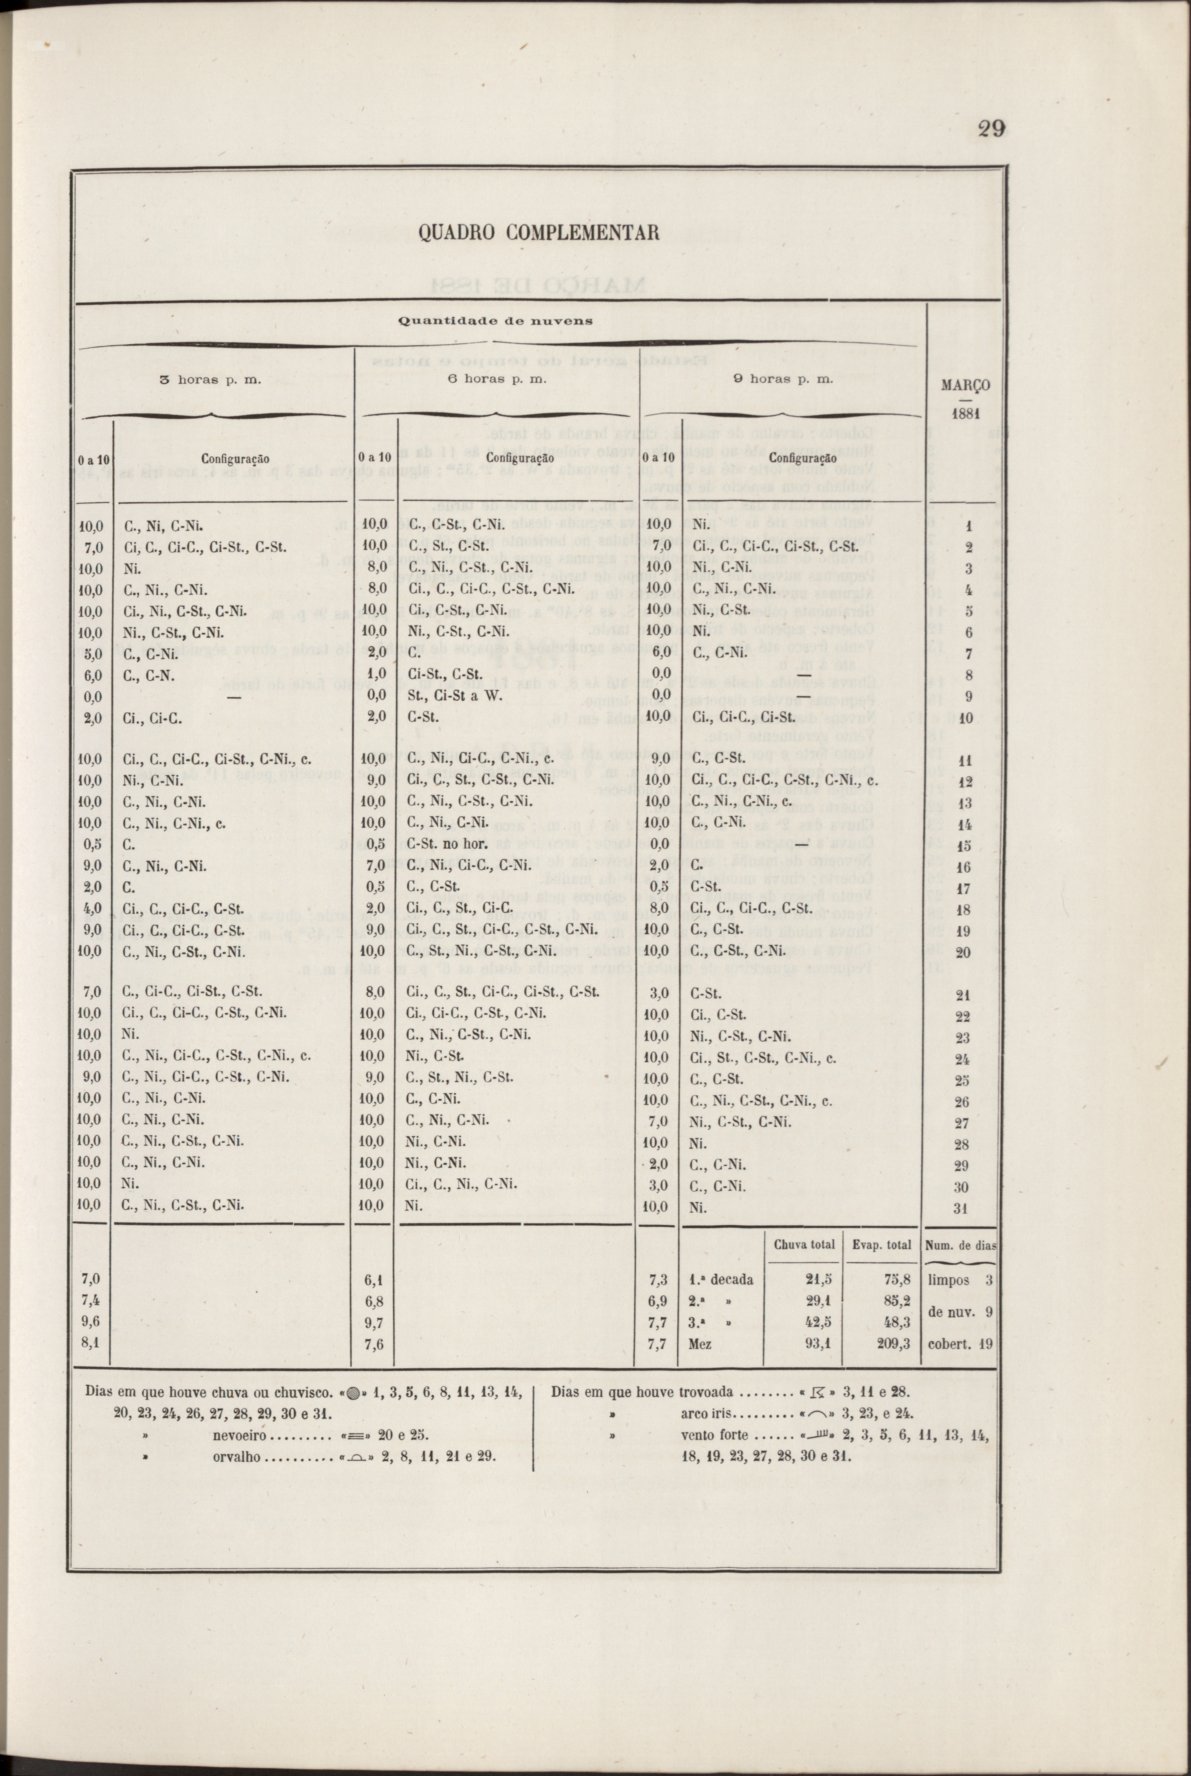 29
QUADRO COMPLEMENTAR
Quantidade de nuvens
3 horas p. m. 6 horas p. m. 9 horas p. m. MARÇO
1881
0 a 10 Configuração 0 a 10 Configuração 0 a 10 Configuração
10,0 C., Ni, C-Ni. 10,0 C., C-St., C-Ni. 10,0 Ni. 1
7,0 Ci, C., Ci-C., Ci-St., C-St. 10,0 C., St., C-St. 7,0 Ci., C., Ci-C., Ci-St., C-St. 2
10,0 Ni. 8,0 C., Ni., C-St., C-Ni. 10,0 Ni., C-Ni. 3
10,0 C., Ni., C-Ni. 8,0 Ci., C., Ci-C., C-St., C-Ni. 10,0 C., Ni., C-Ni. 4
10,0 Ci., Ni., C-St., C-Ni. 10,0 Ci., C-St., C-Ni. 10,0 Ni., C-St. 5
10,0 Ni., C-St., C-Ni. 10,0 Ni., C-St., C-Ni. 10,0 Ni. 6
5,0 C., C-Ni. 2,0 C. 6,0 C., C-Ni. 7
6,0 C., C-N. 1,0 Ci-St., C-St. 0,0 — 8
0,0 — 0,0 St., Ci-St a W. 0,0 — 9
2,0 Ci., Ci-C. 2,0 C-St. 10,0 Ci., Ci-C., Ci-St. 10
10,0 Ci., C., Ci-C., Ci-St., C-Ni., c. 10,0 C., Ni., Ci-C., C-Ni., c. 9,0 C., C-St. 11
10,0 Ni., C-Ni. 9,0 Ci., C., St., C-St., C-Ni. 10,0 Ci., C., Ci-C., C-St., C-Ni., c. 12
10,0 C., Ni., C-Ni. 10,0 C., Ni., C-St., C-Ni. 10,0 C., Ni., C-Ni., c. 13
10,0 C., Ni., C-Ni., c. 10,0 C., Ni., C-Ni. 10,0 C., C-Ni. 14
0,5 C. 0,5 C-St. no hor. 0,0 — 15
9,0 C., Ni., C-Ni. 7,0 C., Ni., Ci-C., C-Ni. 2,0 C. 16
2,0 C. 0,5 C., C-St. 0,5 C-St. 17
4,0 Ci., C., Ci-C., C-St. 2,0 Ci., C., St., Ci-C. 8,0 Ci., C., Ci-C., C-St. 18
9,0 Ci., C., Ci-C., C-St. 9,0 Ci., C., St., Ci-C., C-St., C-Ni. 10,0 C., C-St. 19
10,0 C., Ni., C-St., C-Ni. 10,0 C., St., Ni., C-St., C-Ni. 10,0 C., C-St., C-Ni. 20
7,0 C., Ci-C., Ci-St., C-St. 8,0 Ci., C., St., Ci-C., Ci-St., C-St. 3,0 C-St. 21
10,0 Ci., C., Ci-C., C-St., C-Ni. 10,0 Ci., Ci-C., C-St., C-Ni. 10,0 Ci., C-St. 22
10,0 Ni. 10,0 C., Ni., C-St., C-Ni. 10,0 Ni., C-St., C-Ni. 23
10,0 C., Ni., Ci-C., C-St., C-Ni., c. 10,0 Ni., C-St. 10,0 Ci., St., C-St., C-Ni., c. 24
9,0 C., Ni., Ci-C., C-St., C-Ni. 9,0 C., St., Ni., C-St. 10,0 C., C-St. 25
10,0 C., Ni., C-Ni. 10,0 C., C-Ni. 10,0 C., Ni., C-St., C-Ni., c. 26
10,0 C., Ni., C-Ni. 10,0 C., Ni., C-Ni. 7,0 Ni., C-St., C-Ni. 27
10,0 C., Ni., C-St., C-Ni. 10,0 Ni., C-Ni. 10,0 Ni. 28
10,0 C., Ni., C-Ni. 10,0 Ni., C-Ni. 2,0 C., C-Ni. 29
10,0 Ni. 10,0 Ci., C., Ni., C-Ni. 3,0 C., C-Ni. 30
10,0 C., Ni., C-St., C-Ni. 10,0 Ni. 10,0 Ni. 31
Chuva total Evap. total Num. de dias
7,0 6,1 7,3 1.ª decada 21,5 75,8 limpos 3
7,4 6,8 6,9 2.ª » 29,1 85,2
de nuv. 9
9,6 9,7 7,7 3.ª » 42,5 48,3
8,1 7,6 7,7 Mez 93,1 209,3 cobert. 19
Dias em que houve chuva ou chuvisco. «» 1, 3, 5, 6, 8, 11, 13, 14,
20, 23, 24, 26, 27, 28, 29, 30 e 31.
» nevoeiro ......... «≡» 20 e 25.
» orvalho .......... «» 2, 8, 11, 21 e 29.
Dias em que houve trovoada ........ «» 3, 11 e 28.
» arco iris......... «» 3, 23, e 24.
» vento forte ...... «» 2, 3, 5, 6, 11, 13, 14,
18, 19, 23, 27, 28, 30 e 31.